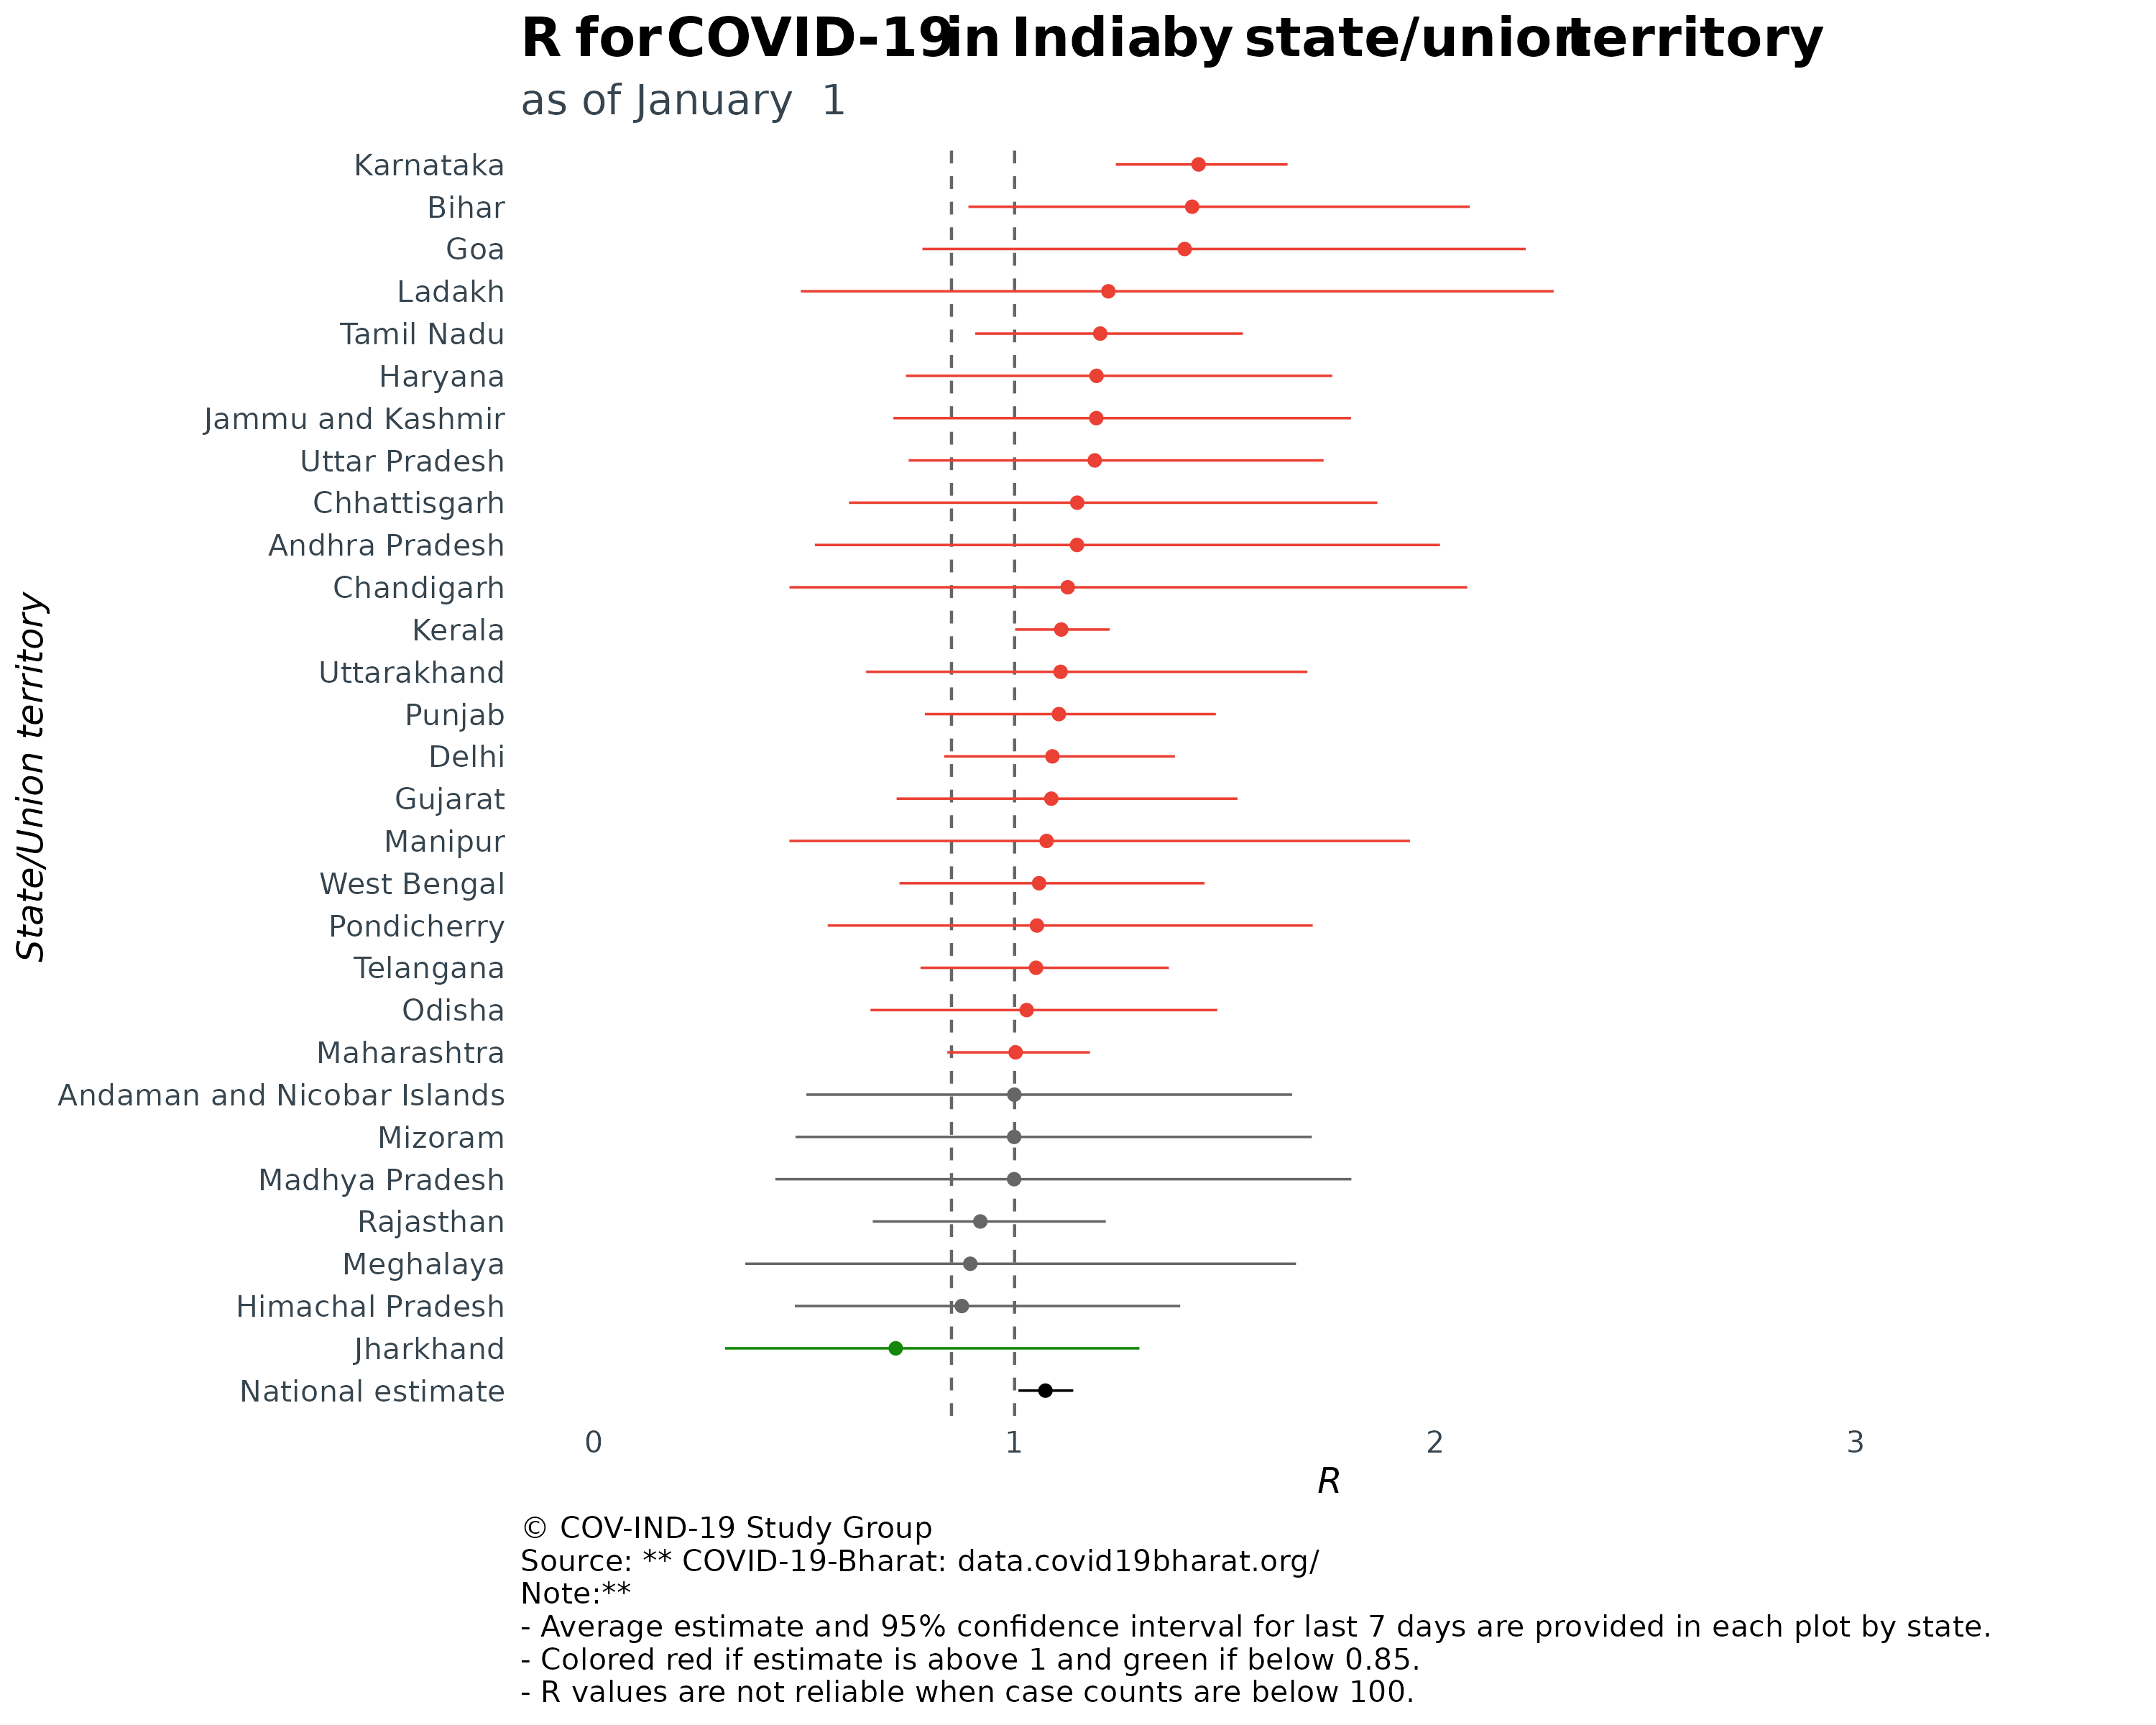 R for COVID-19 in India by state/union territory
as of January 1
Karnataka
Bihar
Goa
Ladakh
Tamil Nadu
Haryana
Jammu and Kashmir
Uttar Pradesh
Chhattisgarh
Andhra Pradesh
Chandigarh
Kerala
Uttarakhand
Punjab
Delhi
Gujarat
Manipur
West Bengal
Pondicherry
Telangana
Odisha
Maharashtra
Andaman and Nicobar Islands
Mizoram
Madhya Pradesh
Rajasthan
Meghalaya
Himachal Pradesh
Jharkhand
National estimate
State/Union territory
0 1 2 3
R
© COV-IND-19 Study Group
Source: ** COVID-19-Bharat: data.covid19bharat.org/
Note:**
- Average estimate and 95% confidence interval for last 7 days are provided in each plot by state.
- Colored red if estimate is above 1 and green if below 0.85.
- R values are not reliable when case counts are below 100.